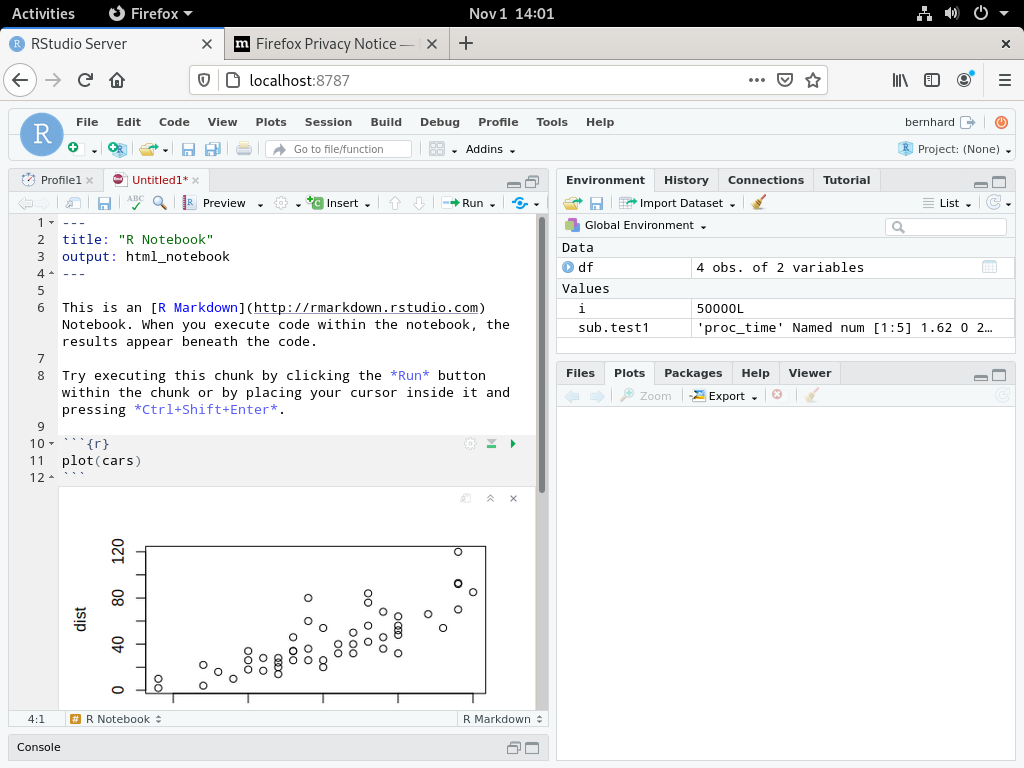 Activities
Firefox
Nov 1 14:01
RStudio Server
Firefox Privacy Notice —
localhost:8787
R
File Edit Code View Plots Session Build Debug Profile Tools Help
bernhard
Go to file/function
Addins
Project: (None)
Profile1
Untitled1*
ABC
Preview
Insert
Run
1 ---
2 title: "R Notebook"
3 output: html_notebook
4 ---
5
6 This is an [R Markdown](http://rmarkdown.rstudio.com)
Notebook. When you execute code within the notebook, the
results appear beneath the code.
7
8 Try executing this chunk by clicking the *Run* button
within the chunk or by placing your cursor inside it and
pressing *Ctrl+Shift+Enter*.
9
10 ```{r}
11 plot(cars)
12 ```
dist
120
80
40
0
4:1
R Notebook
R Markdown
Console
Environment History Connections Tutorial
Import Dataset
List
Global Environment
Data
df 4 obs. of 2 variables
Values
i 50000L
sub.test1 'proc_time' Named num [1:5] 1.62 0 2…
Files Plots Packages Help Viewer
Zoom
Export